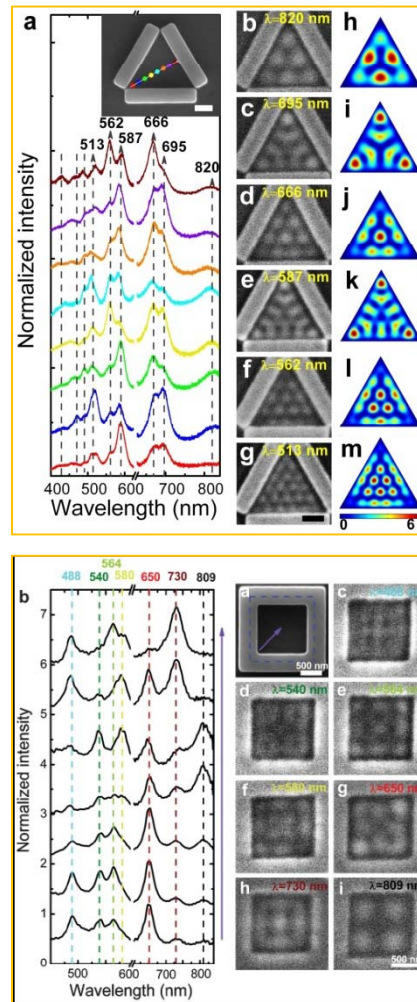 a
513
562
587
666
695
820
Normalized intensity
400
500
600
700
800
Wavelength (nm)
b
λ=820 nm
c
λ=695 nm
d
λ=666 nm
e
λ=587 nm
f
λ=562 nm
g
λ=513 nm
h
i
j
k
l
m
0
6
b
488
540
564
580
650
730
809
Normalized intensity
7
6
5
4
3
2
1
0
500
600
700
800
Wavelength (nm)
a
500 nm
c
d
λ=540 nm
e
f
λ=580 nm
g
λ=650 nm
h
λ=730 nm
i
λ=809 nm
500 nm